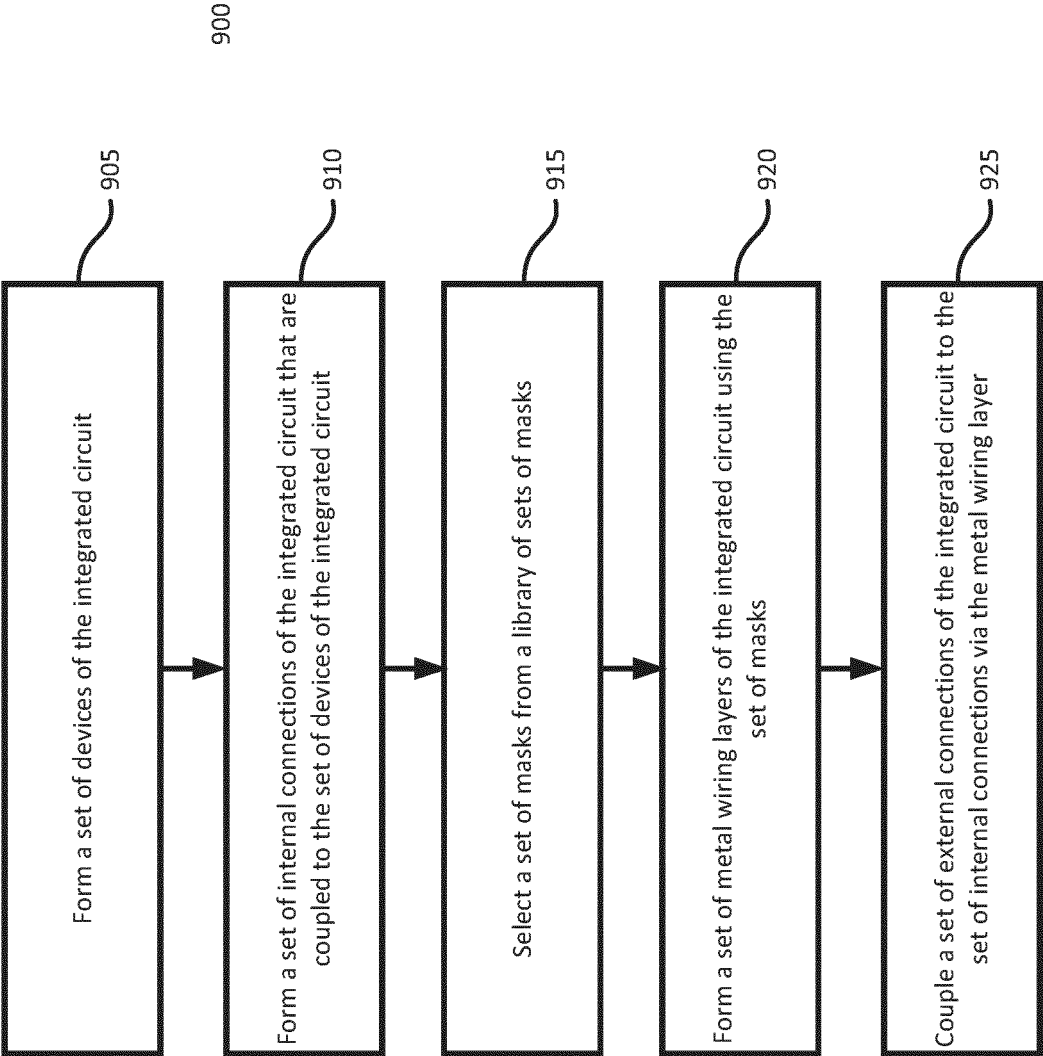 900
Form a set of devices of the integrated circuit
905
Form a set of internal connections of the integrated circuit that are
coupled to the set of devices of the integrated circuit
910
Select a set of masks from a library of sets of masks
915
Form a set of metal wiring layers of the integrated circuit using the
set of masks
920
Couple a set of external connections of the integrated circuit to the
set of internal connections via the metal wiring layer
925